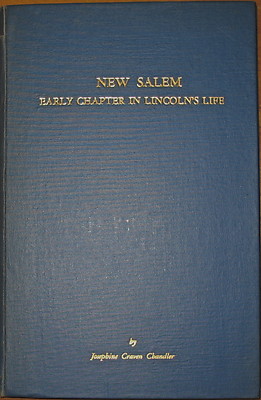 NEW SALEM
EARLY CHAPTER IN LINCOLN'S LIFE
by
Josephine Craven Chandler